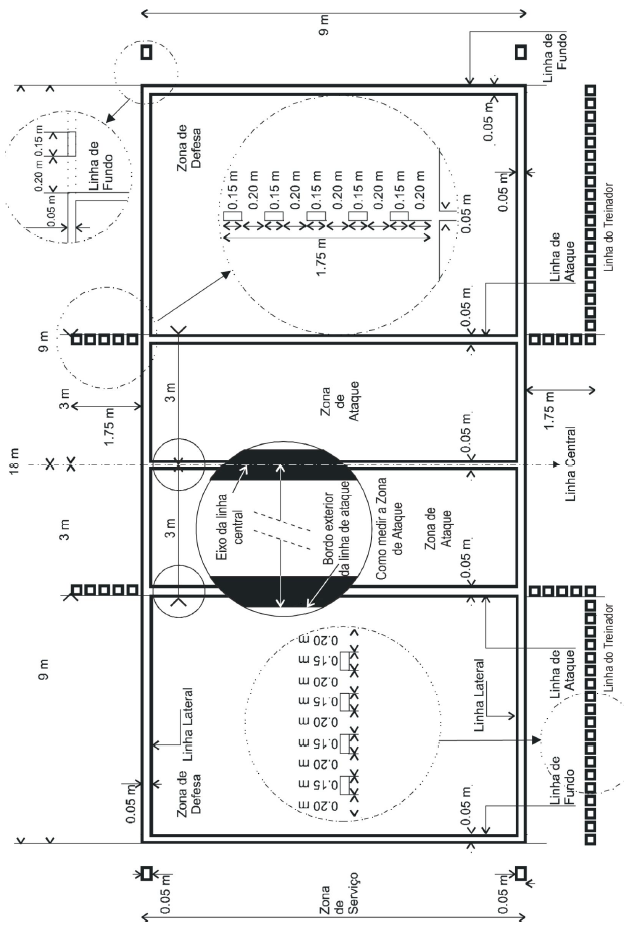 9 m
0.20 m 0.15 m
0.05 m
Linha de
Fundo
Linha de
Fundo
Zona de
Defesa
0.15 m
0.20 m
0.15 m
0.20 m
0.15 m
0.20 m
0.15 m
0.20 m
0.15 m
0.20 m
1.75 m
0.05 m
0.05 m
0.05 m
Linha de
Ataque
Linha do Treinador
9 m
0.05 m
18 m
3 m
1.75 m
3 m
Zona
de
Ataque
0.05 m
1.75 m
Linha Central
3 m
3 m
Eixo da linha
central
Bordo exterior
da linha de ataque
Como medir a Zona
de Ataque
Zona de
Ataque
0.05 m
9 m
0.20 m
0.15 m
0.20 m
0.15 m
0.20 m
0.15 m
0.20 m
0.15 m
0.20 m
Linha Lateral
Linha Lateral
Linha de
Ataque
Linha do Treinador
0.05 m
Zona de
Defesa
0.05 m
Linha de
Fundo
0.05 m
Zona
de
Serviço
0.05 m